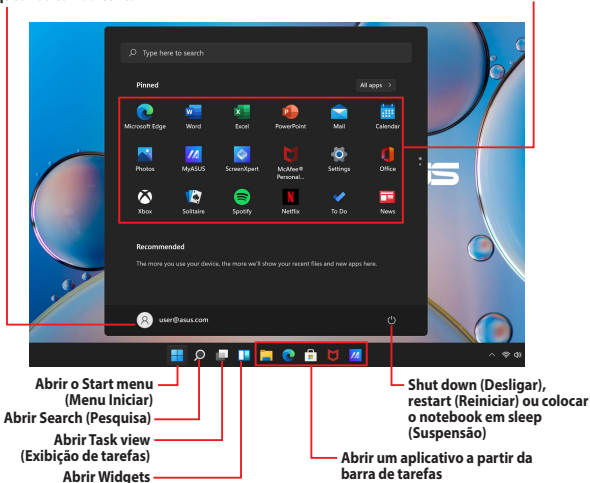 Type here to search
Pinned
All apps >
Microsoft Edge
Word
Excel
PowerPoint
Mail
Calendar
Photos
MyASUS
ScreenXpert
McAfee®
Personal...
Settings
Office
Xbox
Solitaire
Spotify
Netflix
To Do
News
Recommended
The more you use your device, the more we'll show your recent files and new apps here.
user@asus.com
Abrir o Start menu
(Menu Iniciar)
Abrir Search (Pesquisa)
Abrir Task view
(Exibição de tarefas)
Abrir Widgets
Shut down (Desligar),
restart (Reiniciar) ou colocar
o notebook em sleep
(Suspensão)
Abrir um aplicativo a partir da
barra de tarefas